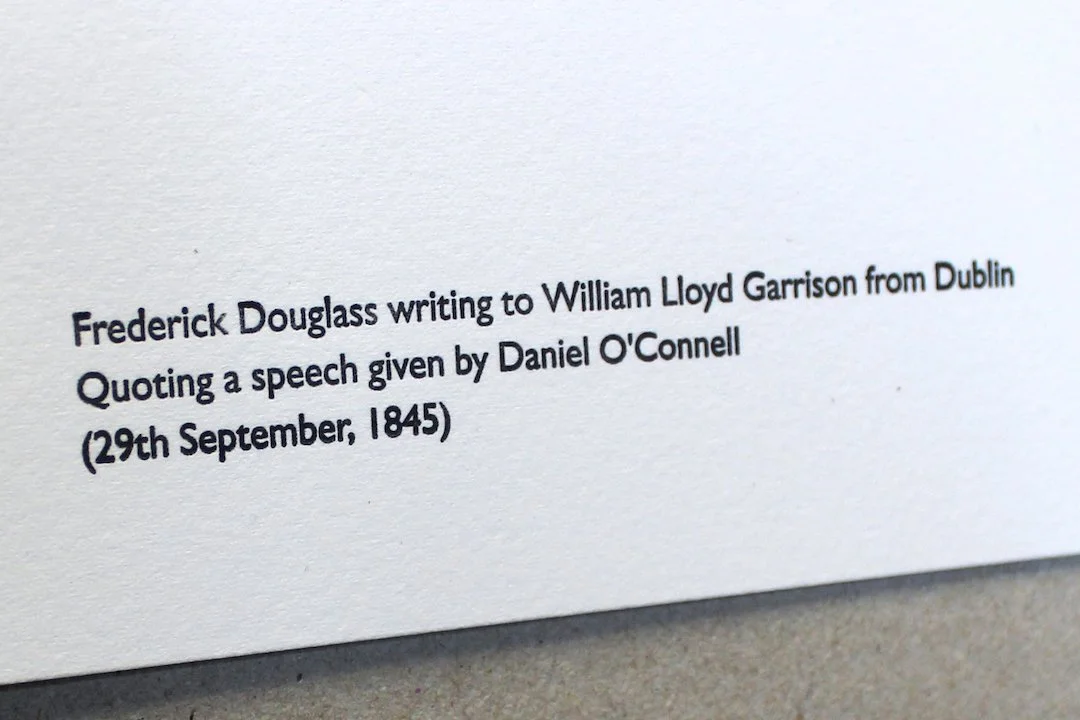 Frederick Douglass writing to William Lloyd Garrison from Dublin
Quoting a speech given by Daniel O'Connell
(29th September, 1845)